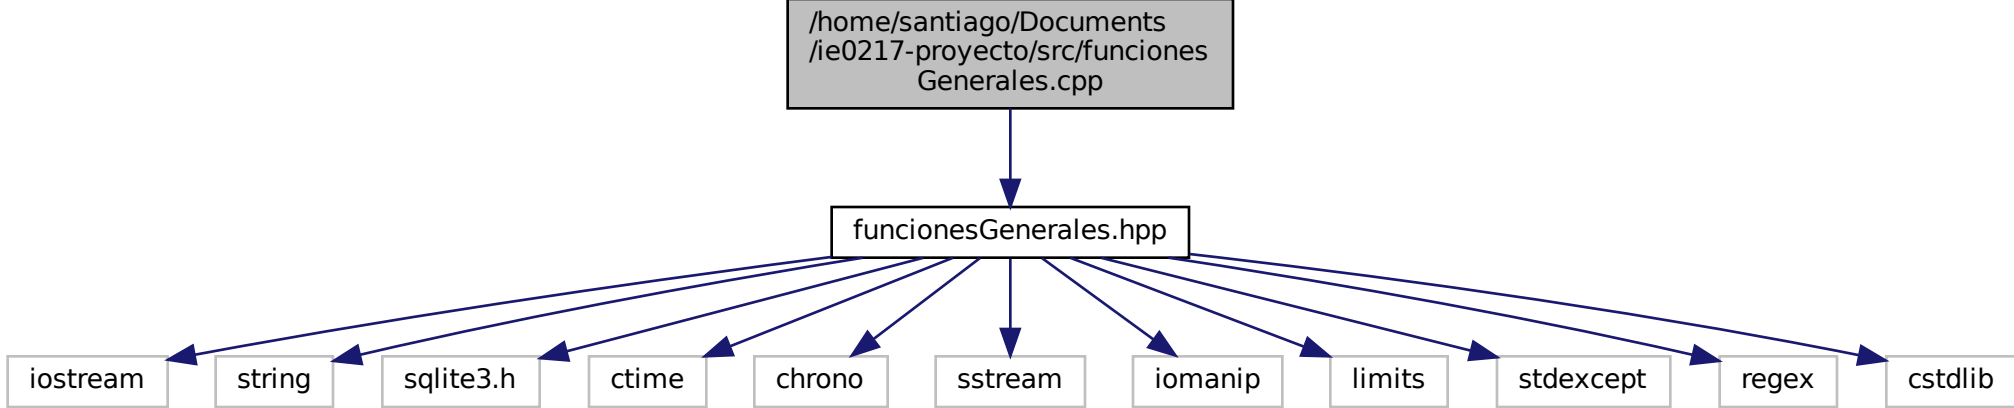 /home/santiago/Documents
/ie0217-proyecto/src/funciones
Generales.cpp
funcionesGenerales.hpp
iostream
string
sqlite3.h
ctime
chrono
sstream
iomanip
limits
stdexcept
regex
cstdlib